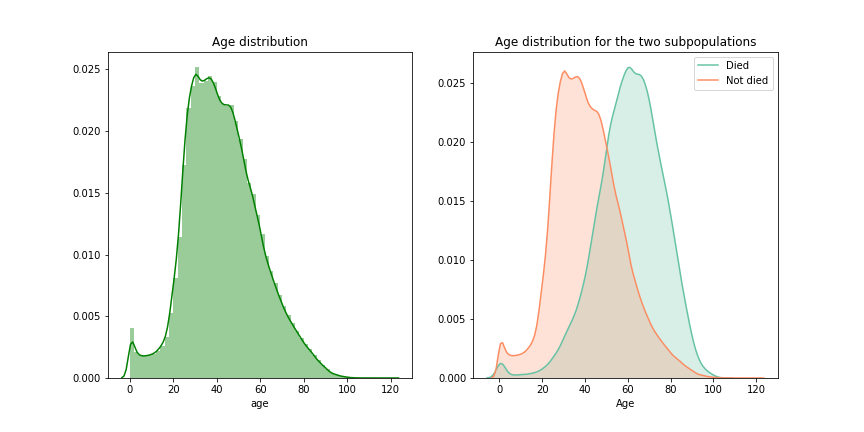 Age distribution
0.025
0.020
0.015
0.010
0.005
0.000
0 20 40 60 80 100 120
age
Age distribution for the two subpopulations
Died
Not died
0.025
0.020
0.015
0.010
0.005
0.000
0 20 40 60 80 100 120
Age